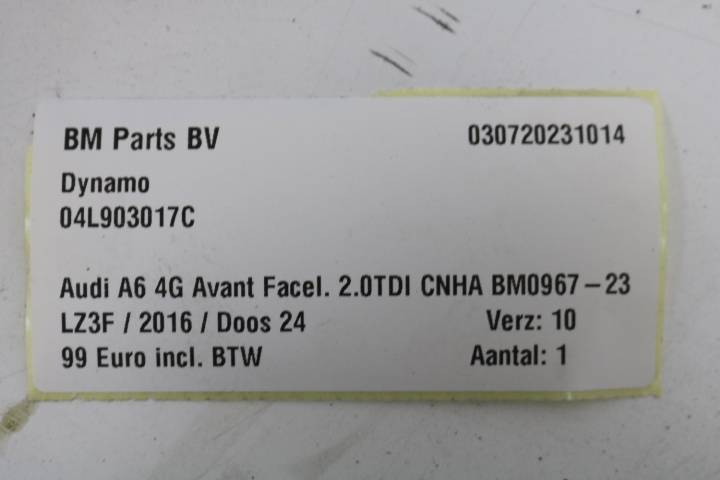 BM Parts BV 030720231014
Dynamo
04L903017C
Audi A6 4G Avant Facel. 2.0TDI CNHA BM0967-23
LZ3F / 2016 / Doos 24 Verz: 10
99 Euro incl. BTW Aantal: 1